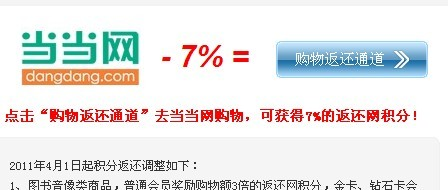 当当网
dangdang.com
- 7% =
购物返还通道
点击“购物返还通道”去当当网购物，可获得7%的返还网积分！
2011年4月1日起积分返还调整如下：
1、图书音像类商品，普通会员奖励购物额3倍的返还网积分，金卡、钻石卡会